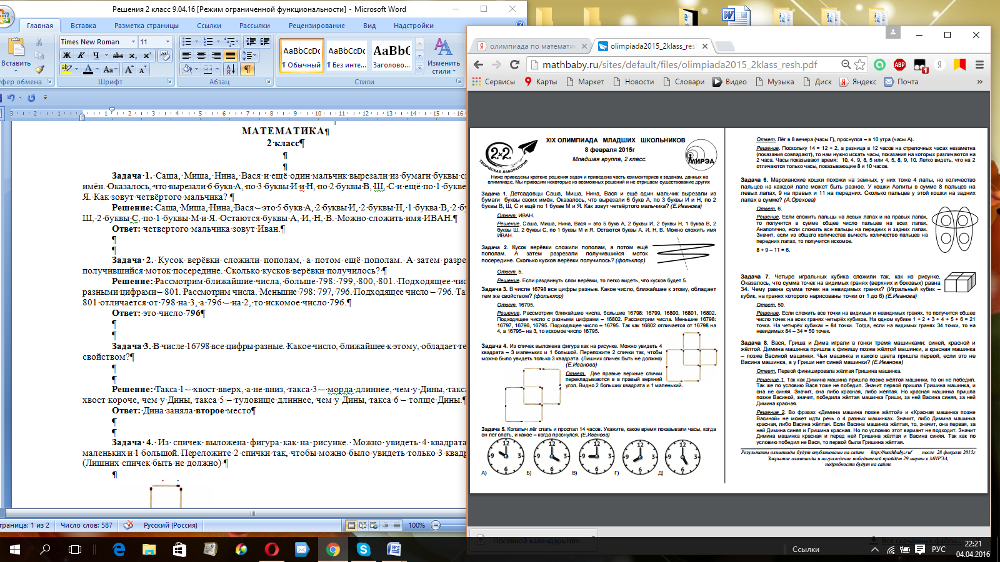 Решения 2 класс 9.04.16 [Режим ограниченной функциональности] - Microsoft Word
Главная Вставка Разметка страницы Ссылки Рассылки Рецензирование Вид Надстройки
Times New Roman 11
Вставить
Ж К Ч abc x₂ x²
Шрифт Абзац Стили
AaBbCcDc AaBbCcDc AaBbC
¶ Обычный ¶ Без инте... Заголово...
Изменить стили
МАТЕМАТИКА¶
2·класс¶
¶
¶
Задача·1. Саша, Миша, Нина, Вася и ещё один мальчик вырезали из бумаги буквы
имён. Оказалось, что вырезали 6 букв А, по 3 буквы И и Н, по 2 буквы В, Ш, С и ещё по 1 букве
Я. Как зовут четвёртого мальчика? ¶
Решение: Саша, Миша, Нина, Вася – это 5 букв А, 2 буквы И, 2 буквы Н, 1 буква В, 2
Ш, 2 буквы С, по 1 буквы М и Я. Остаются буквы А, И, Н, В. Можно сложить имя ИВАН.¶
Ответ: четвертого мальчика зовут Иван.¶
¶
¶
Задача 2. Кусок верёвки сложили пополам, а потом ещё пополам. А затем
получившийся моток посередине. Сколько кусков верёвки получилось? ¶
Решение: Рассмотрим ближайшие числа, больше 798: 799, 800, 801. Подходящее
разными цифрами – 801. Рассмотрим числа. Меньшие 798: 797, 796. Подходящее число – 796.
801 отличается от 798 на 3, а 796 – на 2, то искомое число 796.¶
Ответ: это число 796¶
¶
¶
Задача 3. В числе 16798 все цифры разные. Какое число, ближайшее к этому, обладает
свойством?¶
¶
¶
Решение: Такса 1 – хвост вверх, а не вниз, такса 3 – морда длиннее, чем у Дины,
хвост короче, чем у Дины, такса 5 – туловище длиннее, чем у Дины, такса 6 – толще Дины.¶
Ответ: Дина заняла второе место¶
¶
¶
Задача 4. Из спичек выложена фигура как на рисунке. Можно увидеть 4 квадрата
маленьких и 1 большой. Переложите 2 спички так, чтобы можно было увидеть только 3
(Лишних спичек быть не должно) ¶
¶
Число слов: 587 Русский (Россия) 100%
олимпиада по математи olimpiada2015_2klass_res
mathbaby.ru/sites/default/files/olimpiada2015_2klass_resh.pdf
ABP 1 Я
Сервисы Карты Маркет Новости Словари Видео Музыка Диск Яндекс Почта »
2×2
ТВОРЧЕСКАЯ ЛАБОРАТОРИЯ
XIX ОЛИМПИАДА МЛАДШИХ ШКОЛЬНИКОВ
8 февраля 2015г
Младшая группа, 2 класс.
МИРЭА
Ниже приведены краткие решения задач и приведена часть комментариев к задачам, данных на
олимпиаде. Мы приводим некоторые из возможных решений и не отрицаем существование других
Задача 1. Детсадовцы Саша, Миша, Нина, Вася и ещё один мальчик вырезали из
бумаги буквы своих имён. Оказалось, что вырезали 6 букв А, по 3 буквы И и Н, по 2
буквы В, Ш, С и ещё по 1 букве М и Я. Как зовут четвёртого мальчика? (Е.Иванова)
Ответ. ИВАН.
Решение. Саша, Миша, Нина, Вася – это 5 букв А, 2 буквы И, 2 буквы Н, 1 буква В, 2
буквы Ш, 2 буквы С, по 1 буквы М и Я. Остаются буквы А, И, Н, В. Можно сложить имя
ИВАН.
Задача 2. Кусок верёвки сложили пополам, а потом ещё
пополам. А затем разрезали получившийся моток
посередине. Сколько кусков верёвки получилось? (фольклор)
Ответ. 5.
Решение. Если раздвинуть слои верёвки, то легко видеть, что кусков будет 5.
Задача 3. В числе 16798 все цифры разные. Какое число, ближайшее к этому, обладает
тем же свойством? (фольклор)
Ответ. 16795.
Решение. Рассмотрим ближайшие числа, большие 16798: 16799, 16800, 16801, 16802.
Подходящее число с разными цифрами – 16802. Рассмотрим числа. Меньшие 16798:
16797, 16796, 16795. Подходящее число – 16795. Так как 16802 отличается от 16798 на
4, а 16795– на 3, то искомое число 16795.
Задача 4. Из спичек выложена фигура как на рисунке. Можно увидеть 4
квадрата – 3 маленьких и 1 большой. Переложите 2 спички так, чтобы
можно было увидеть только 3 квадрата. (Лишних спичек быть не должно)
(Е.Иванова)
Ответ. Две правые верхние спички
перекладываются в в правый верхний
угол. Видно 2 больших квадрата и 1 маленький.
Задача 5. Копатыч лёг спать и проспал 14 часов. Укажите, какое время показывали часы, когда
он лёг спать, и какое – когда проснулся. (Е.Иванова)
12 3 6 9 12 3 6 9 12 3 6 9 12 3 6 9 12 3 6 9
А) Б) В) Г) Д)
Ответ. Лёг в 8 вечера (часы Г), проснулся – в 10 утра (часы А).
Решение. Поскольку 14 = 12 + 2, а разница в 12 часов на стрелочных часах незаметна
(показания совпадают), то нам нужно искать часы, показания на которых различаются на
2 часа. Часы показывают время: 10, 4, 9, 8, 5 или 4, 5, 8, 9, 10. Легко видеть, что на 2
отличаются только часы, показывающие 8 и 10 часов.
Задача 6. Марсианские кошки похожи на земных, у них тоже 4 лапы, но количество
пальцев на каждой лапе может быть разное. У кошки Аэлиты в сумме 8 пальцев на
левых лапах, 9 на правых и 11 на передних. Сколько пальцев у этой кошки на задних
лапах в сумме? (А.Орехова)
Ответ. 6.
Решение. Если сложить пальцы на левых лапах и на правых лапах,
то получится в сумме общее число пальцев на всех лапах.
Аналогично, если сложить все пальцы на передних и задних лапах.
Значит, если из общего количества вычесть количество пальцев на
передних лапах, то получится искомое.
8 + 9 – 11 = 6.
Задача 7. Четыре игральных кубика сложили так, как на рисунке.
Оказалось, что сумма точек на видимых гранях (верхних и боковых) равна
34. Чему равна сумма точек на невидимых гранях? (Игральный кубик –
кубик, на гранях которого нарисованы точки от 1 до 6) (Е.Иванова)
Ответ. 50.
Решение. Если сложить все точки на видимых и невидимых гранях, то получится общее
число точек на всех гранях четырёх кубиков. На одном кубике 1 + 2 + 3 + 4 + 5 + 6 = 21
точка. На четырёх кубиках – 84 точки. Тогда, если на видимых гранях 34 точки, то на
невидимых 84 – 34 = 50 точек.
Задача 8. Вася, Гриша и Дима играли в гонки тремя машинками: синей, красной и
жёлтой. Димина машинка пришла к финишу позже жёлтой машинки, а красная машинка
– позже Васиной машинки. Чья машинка и какого цвета пришла первой, если это не
Васина машинка, а у Гриши нет синей машинки? (Е.Иванова)
Ответ. Первой финишировала жёлтая Гришина машинка.
Решение 1. Так как Димина машина пришла позже жёлтой машинки, то он не победил.
Так же по условию Вася тоже не победил. Значит первой пришла Гришина машинка, и
она не синяя. Значит, она либо красная, либо жёлтая. Но красная машинка пришла
позже Васиной, значит, победила жёлтая машинка Гриши, за ней Васина синяя, за ней
Димина красная.
Решение 2. Во фразах «Димина машина позже жёлтой» и «Красная машинка позже
Васиной» не может идти речь о 4 разных машинках. Значит, либо Димина машинка
красная, либо Васина жёлтая. Если Васина машинка жёлтая, то, значит, она первая, за
ней Димина синяя и Гришина красная. Но по условию этот вариант не подходит. Значит
Димина машинка красная и перед ней Гришина жёлтая и Васина синяя. Так как по
условию победил не Вася, то первой была Гришина жёлтая.
Результаты олимпиады будут опубликованы на сайте http://mathbaby.ru/ после 28 февраля 2015г
Закрытие олимпиады и награждение победителей пройдёт 29 марта в МИРЭА,
подробности будут на сайте
Посевной календарь.htm Все скачанные файлы...
Ссылки РУС 22:21
04.04.2016